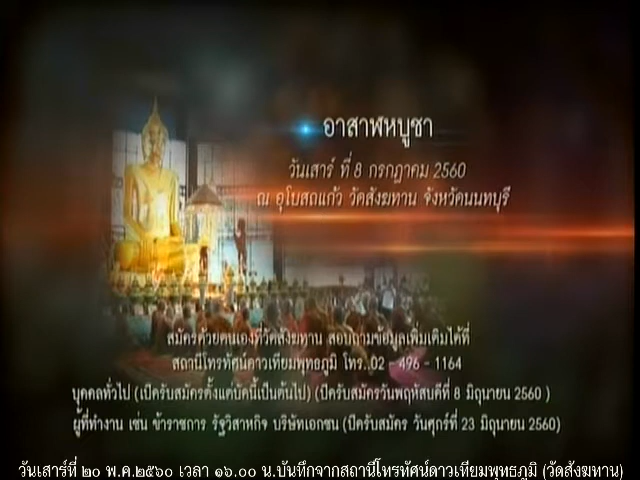 อาสาฬหบูชา
วันเสาร์ ที่ 8 กรกฎาคม 2560
ณ อุโบสถแก้ว วัดสังฆทาน จังหวัดนนทบุรี
สมัครด้วยตนเองที่วัดสังฆทาน สอบถามข้อมูลเพิ่มเติมได้ที่
สถานีโทรทัศน์ดาวเทียมพุทธภูมิ โทร..02 - 496 - 1164
บุคคลทั่วไป (เปิดรับสมัครตั้งแต่บัดนี้เป็นต้นไป) (ปิดรับสมัครวันพฤหัสบดีที่ 8 มิถุนายน 2560 )
ผู้ที่ทำงาน เช่น ข้าราชการ รัฐวิสาหกิจ บริษัทเอกชน (ปิดรับสมัคร วันศุกร์ที่ 23 มิถุนายน 2560)
วันเสาร์ที่ ๒๐ พ.ค.๒๕๖๐ เวลา ๑๖.๐๐ น.บันทึกจากสถานีโทรทัศน์ดาวเทียมพุทธภูมิ (วัดสังฆทาน)